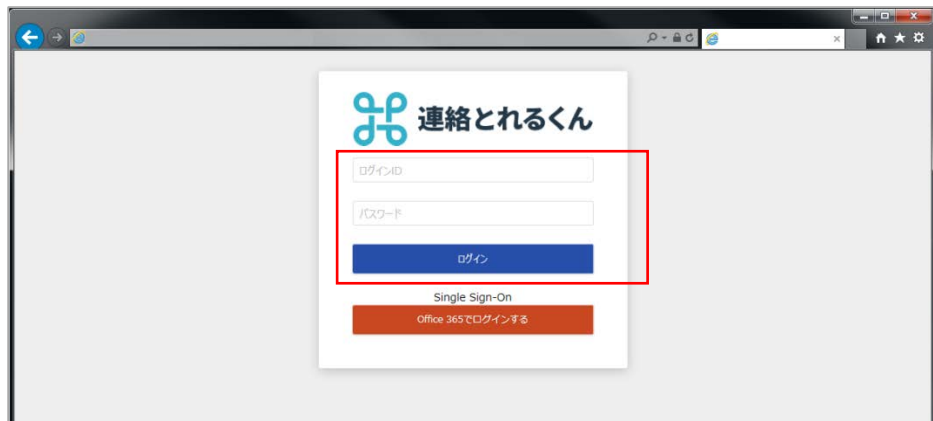 連絡とれるくん
ログインID
パスワード
ログイン
Single Sign-On
Office 365でログインする